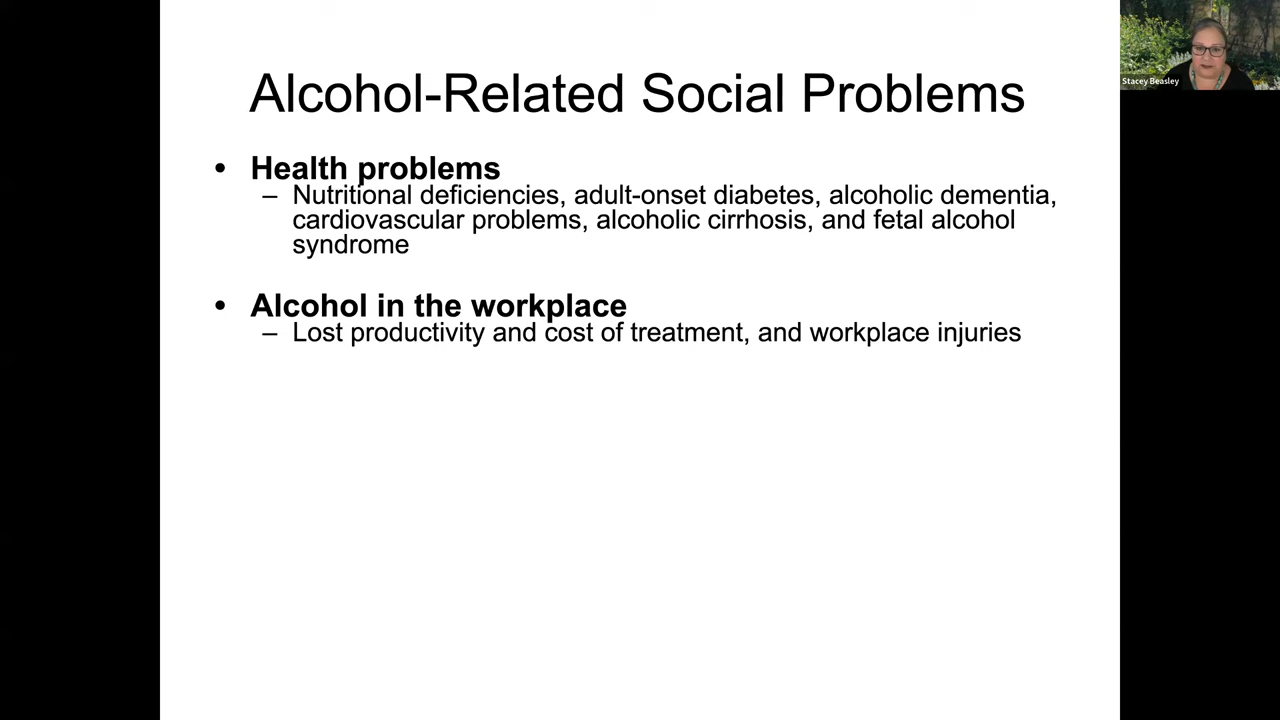 Alcohol-Related Social Problems
Stacey Beasley
• Health problems
– Nutritional deficiencies, adult-onset diabetes, alcoholic dementia,
cardiovascular problems, alcoholic cirrhosis, and fetal alcohol
syndrome
• Alcohol in the workplace
– Lost productivity and cost of treatment, and workplace injuries